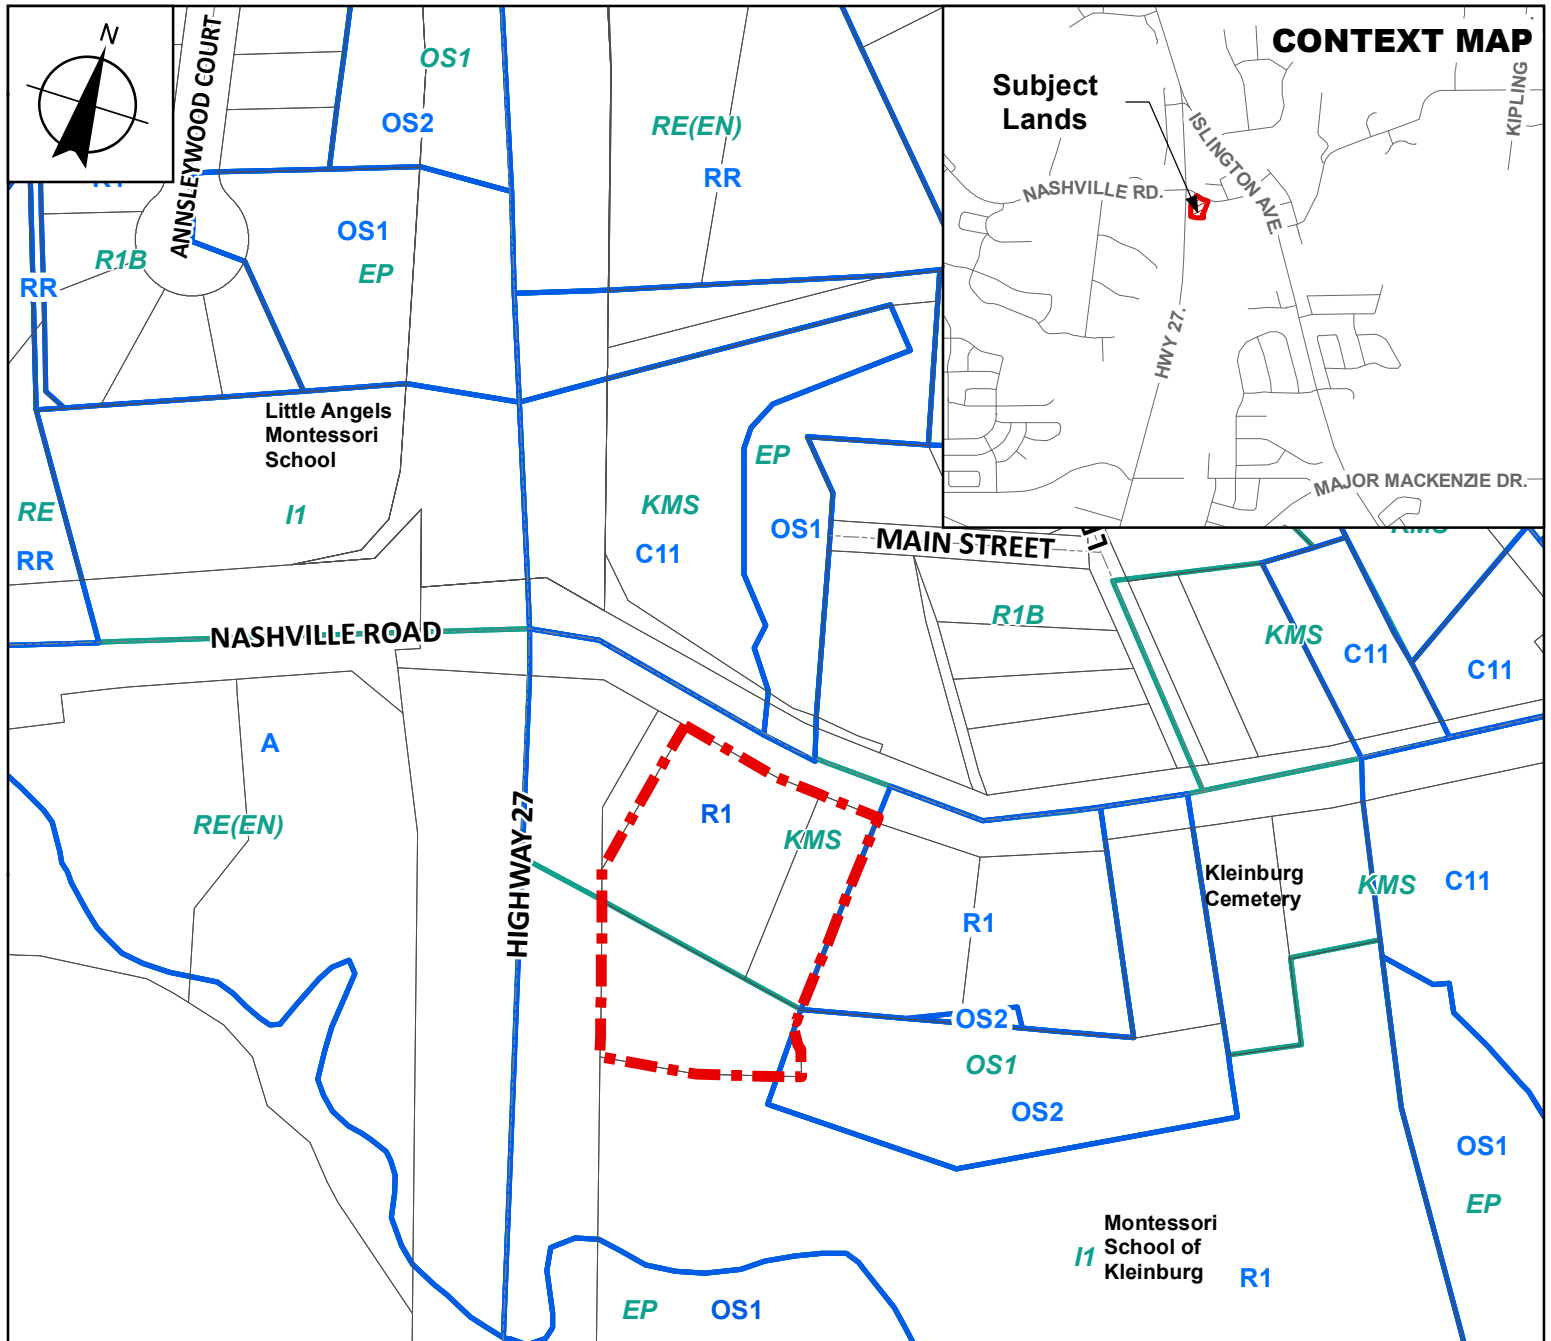 N
ANNSLEYWOOD COURT
OS1
OS2
RE(EN)
RR
CONTEXT MAP
Subject
Lands
KIPLING
ISLINGTON AVE.
NASHVILLE RD.
HWY 27.
MAJOR MACKENZIE DR.
R1
R1B
RR
OS1
EP
Little Angels
Montessori
School
I1
RE
RR
KMS
C11
EP
OS1
MAIN STREET
R1B
KMS
KMS
C11
C11
NASHVILLE ROAD
A
RE(EN)
HIGHWAY 27
R1
KMS
R1
Kleinburg
Cemetery
KMS
C11
OS2
OS1
OS2
OS1
EP
Montessori
School of
Kleinburg
I1
R1
EP
OS1